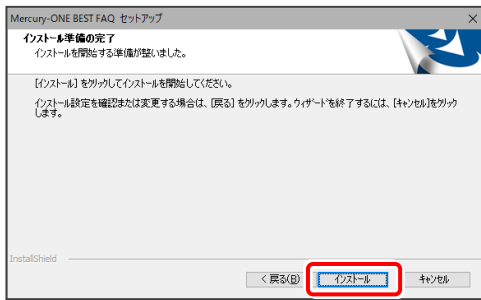 Mercury-ONE BEST FAQ セットアップ
インストール準備の完了
インストールを開始する準備が整いました。
[インストール] をクリックしてインストールを開始してください。
インストール設定を確認または変更する場合は、[戻る] をクリックします。ウィザードを終了するには、[キャンセル]をクリック
します。
InstallShield
< 戻る(B)
インストール
キャンセル